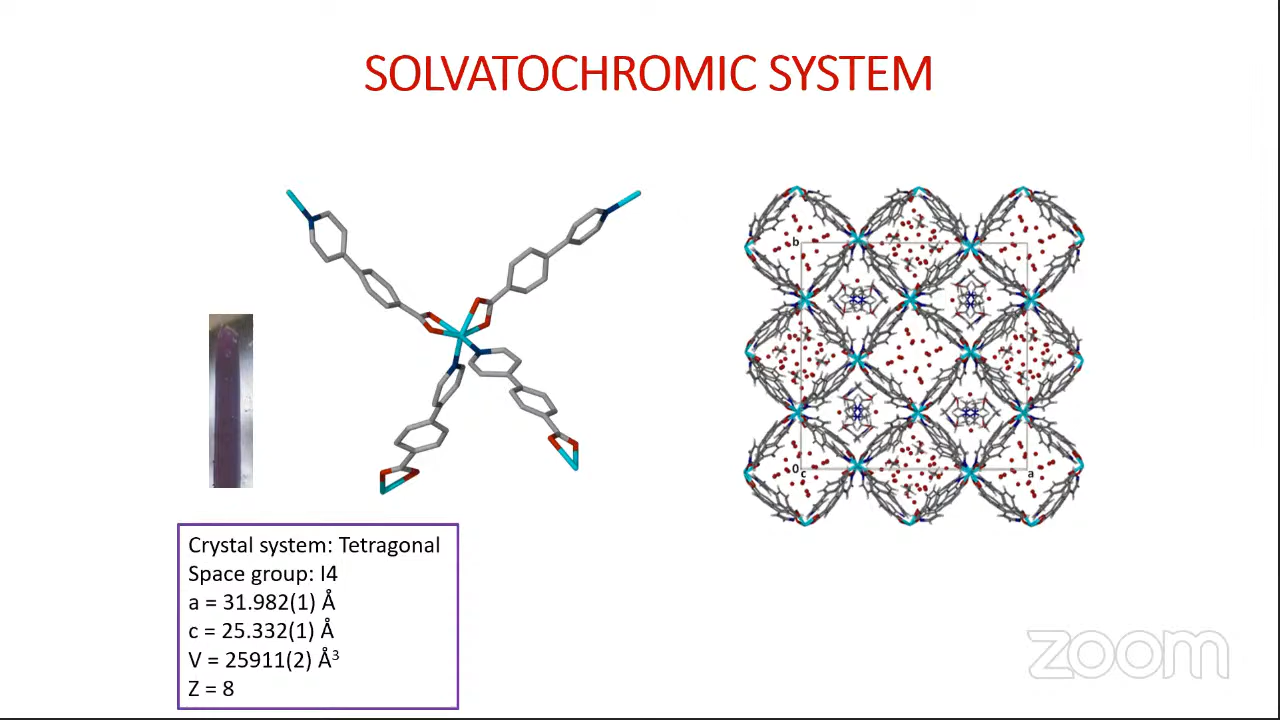 SOLVATOCHROMIC SYSTEM
b
0
c
a
Crystal system: Tetragonal
Space group: I4
a = 31.982(1) Å
c = 25.332(1) Å
V = 25911(2) Å³
Z = 8
zoom